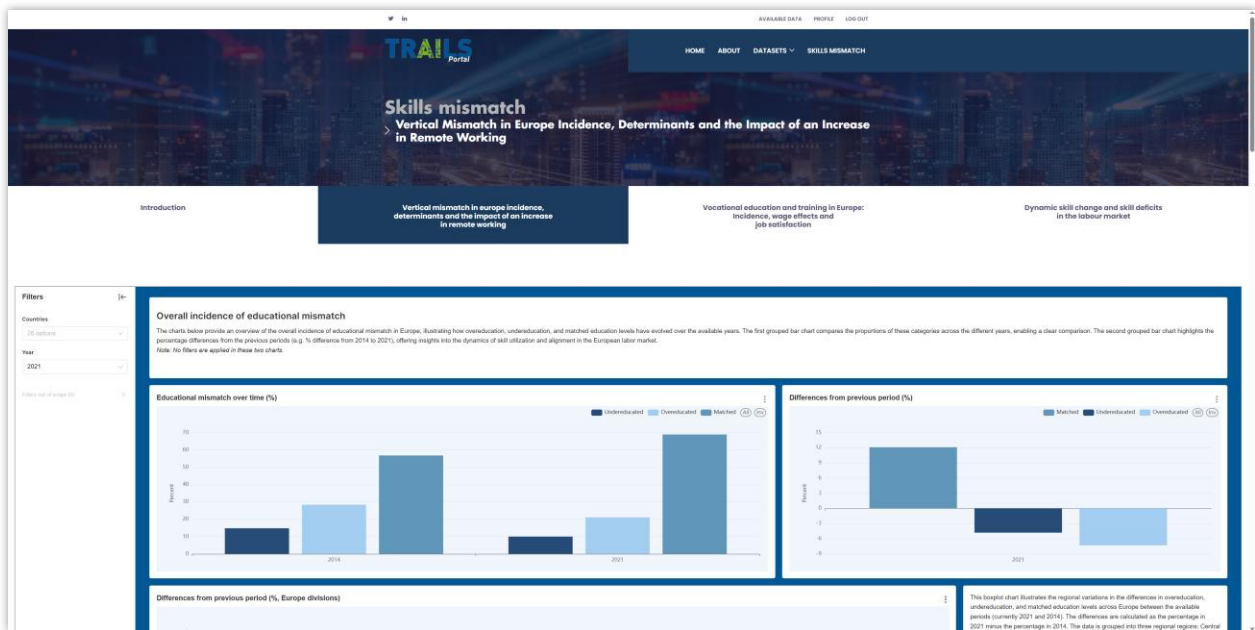 in
AVAILABLE DATA PROFILE LOG OUT
TRAILS
Portal
HOME ABOUT DATASETS SKILLS MISMATCH
Skills mismatch
Vertical Mismatch in Europe Incidence, Determinants and the Impact of an Increase
in Remote Working
Introduction
Vertical mismatch in europe incidence,
determinants and the impact of an increase
in remote working
Vocational education and training in Europe:
Incidence, wage effects and
job satisfaction
Dynamic skill change and skill deficits
in the labour market
Filters
Countries
28 options
Year
2021
Filters out of scope (0)
Overall incidence of educational mismatch
The charts below provide an overview of the overall incidence of educational mismatch in Europe, illustrating how overeducation, undereducation, and matched education levels have evolved over the available years. The first grouped bar chart compares the proportions of these categories across the different years, enabling a clear comparison. The second grouped bar chart highlights the
percentage differences from the previous periods (e.g. % difference from 2014 to 2021), offering insights into the dynamics of skill utilization and alignment in the European labor market.
Note: No filters are applied in these two charts.
Educational mismatch over time (%)
Undereducated Overeducated Matched All Inv
70
60
50
40
30
20
10
0
Percent
2014 2021
Differences from previous period (%)
Matched Undereducated Overeducated All Inv
15
12
9
6
3
0
-3
-6
-9
Percent
2021
Differences from previous period (%, Europe divisions)
This boxplot chart illustrates the regional variations in the differences in overeducation,
undereducation, and matched education levels across Europe between the available
periods (currently 2021 and 2014). The differences are calculated as the percentage in
2021 minus the percentage in 2014. The data is grouped into three regional regions: Central